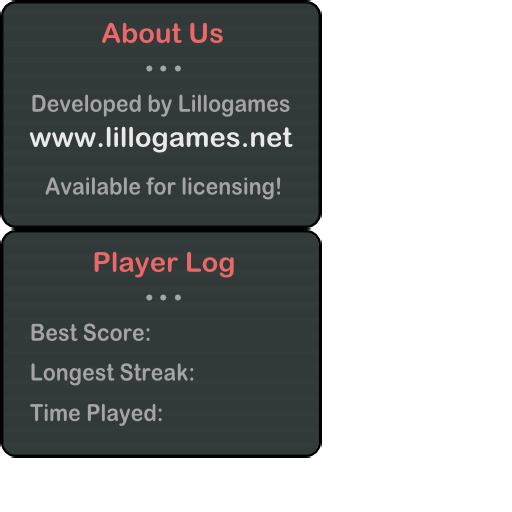 About Us
• • •
Developed by Lillogames
www.lillogames.net
Available for licensing!
Player Log
• • •
Best Score:
Longest Streak:
Time Played: